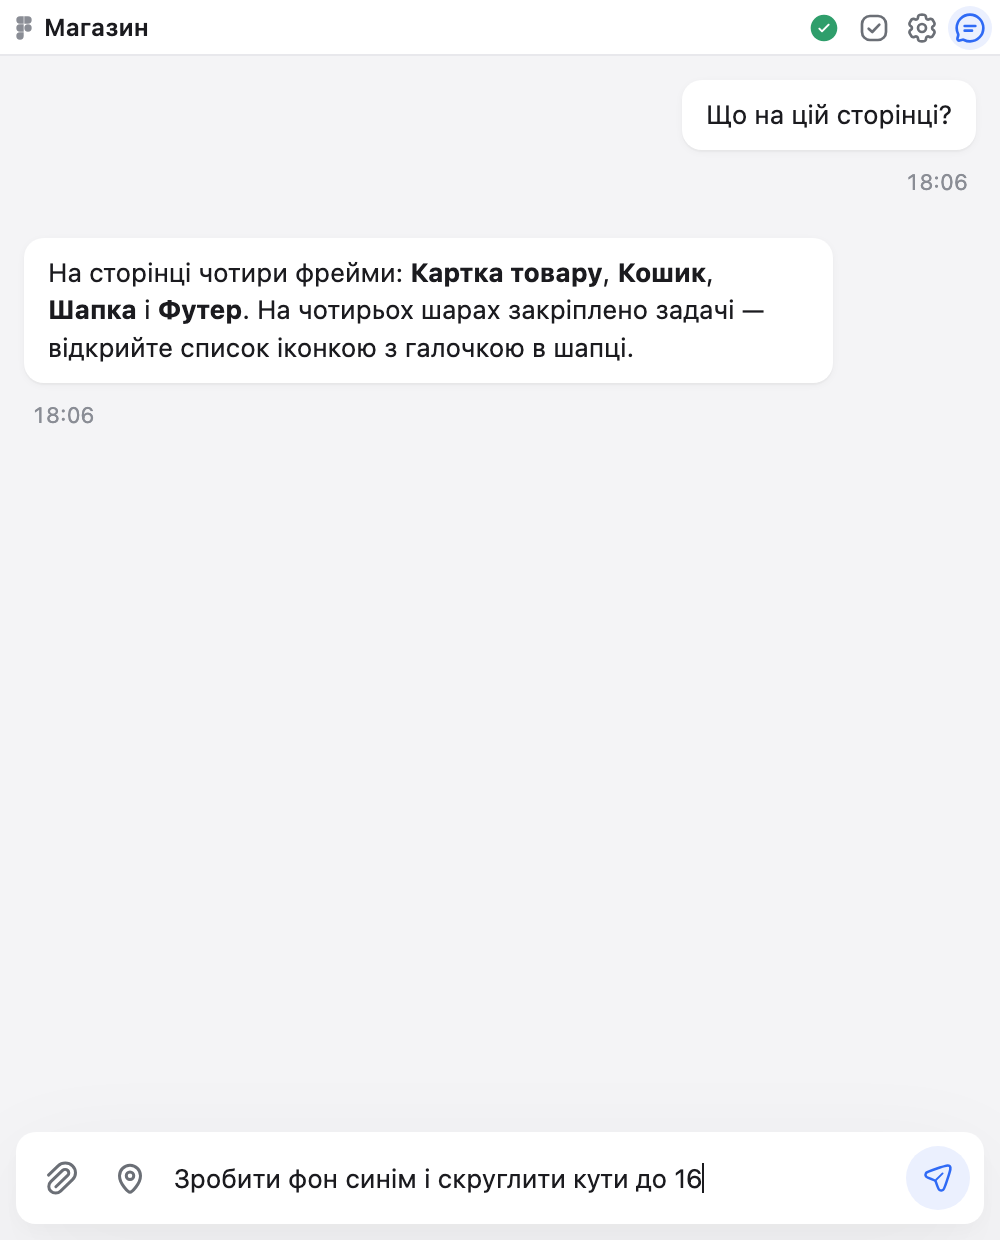 Магазин
Що на цій сторінці?
18:06
На сторінці чотири фрейми: Картка товару, Кошик,
Шапка і Футер. На чотирьох шарах закріплено задачі —
відкрийте список іконкою з галочкою в шапці.
18:06
Зробити фон синім і скруглити кути до 16